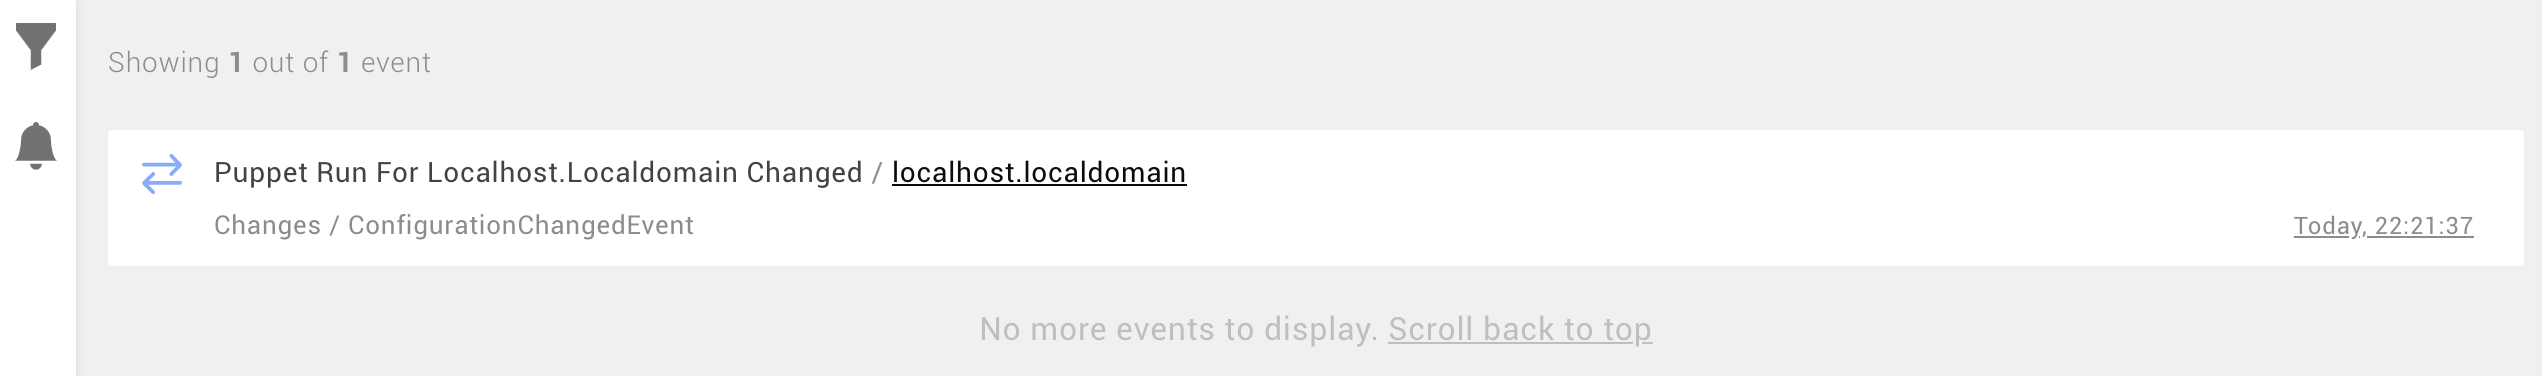 Showing 1 out of 1 event
Puppet Run For Localhost.Localdomain Changed / localhost.localdomain
Changes / ConfigurationChangedEvent
Today, 22:21:37
No more events to display. Scroll back to top